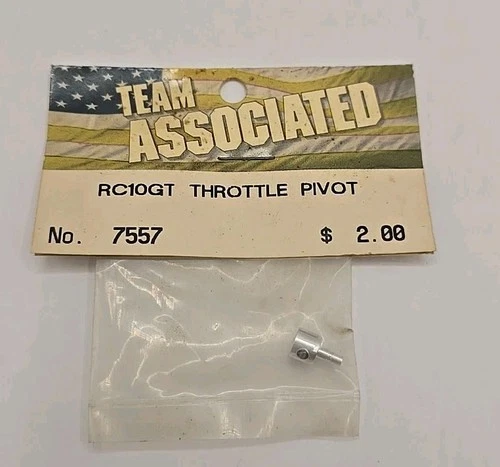 TEAM
ASSOCIATED
RC10GT THROTTLE PIVOT
No. 7557 $ 2.00